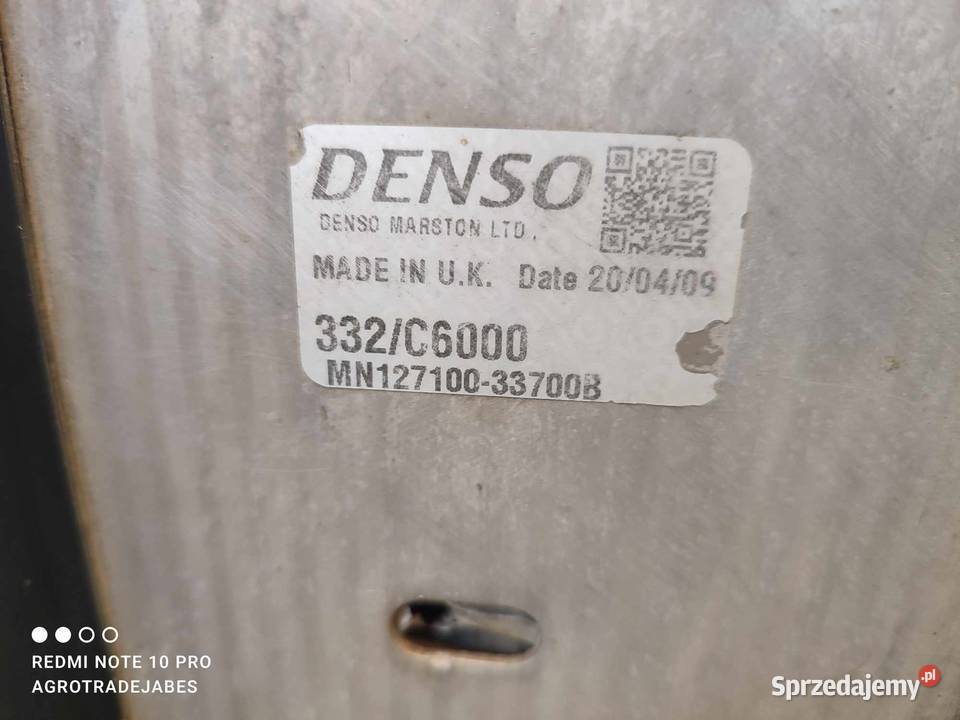 DENSO
DENSO MARSTON LTD.,
MADE IN U.K. Date 20/04/09
332/C6000
MN127100-33700B
REDMI NOTE 10 PRO
AGROTRADEJABES
Sprzedajemy.pl